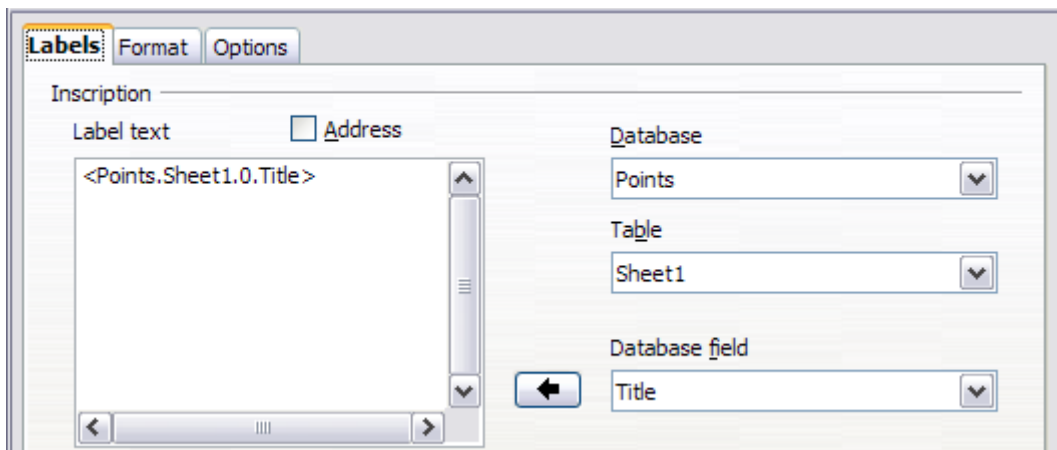 Labels Format Options
Inscription
Label text Address
<Points.Sheet1.0.Title>
Database
Points
Table
Sheet1
Database field
Title